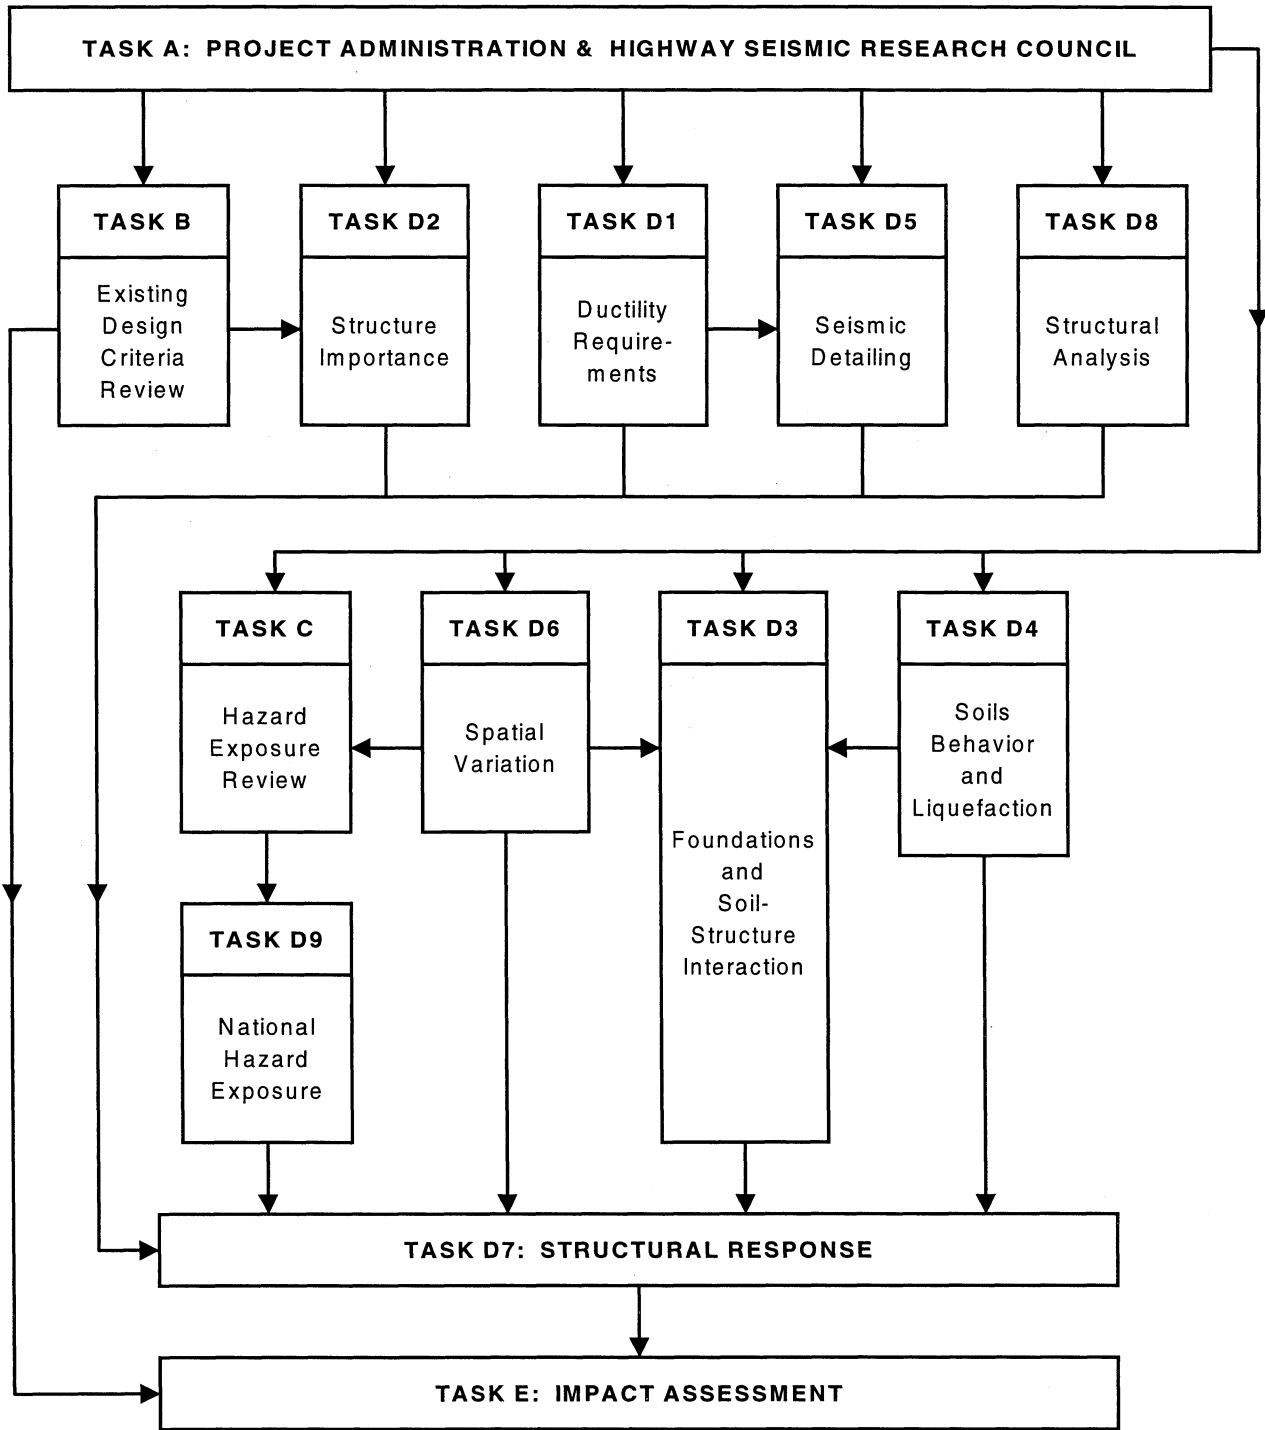 TASK A: PROJECT ADMINISTRATION & HIGHWAY SEISMIC RESEARCH COUNCIL
TASK B
Existing
Design
Criteria
Review
TASK D2
Structure
Importance
TASK D1
Ductility
Require-
ments
TASK D5
Seismic
Detailing
TASK D8
Structural
Analysis
TASK C
Hazard
Exposure
Review
TASK D6
Spatial
Variation
TASK D3
Foundations
and
Soil-
Structure
Interaction
TASK D4
Soils
Behavior
and
Liquefaction
TASK D9
National
Hazard
Exposure
TASK D7: STRUCTURAL RESPONSE
TASK E: IMPACT ASSESSMENT